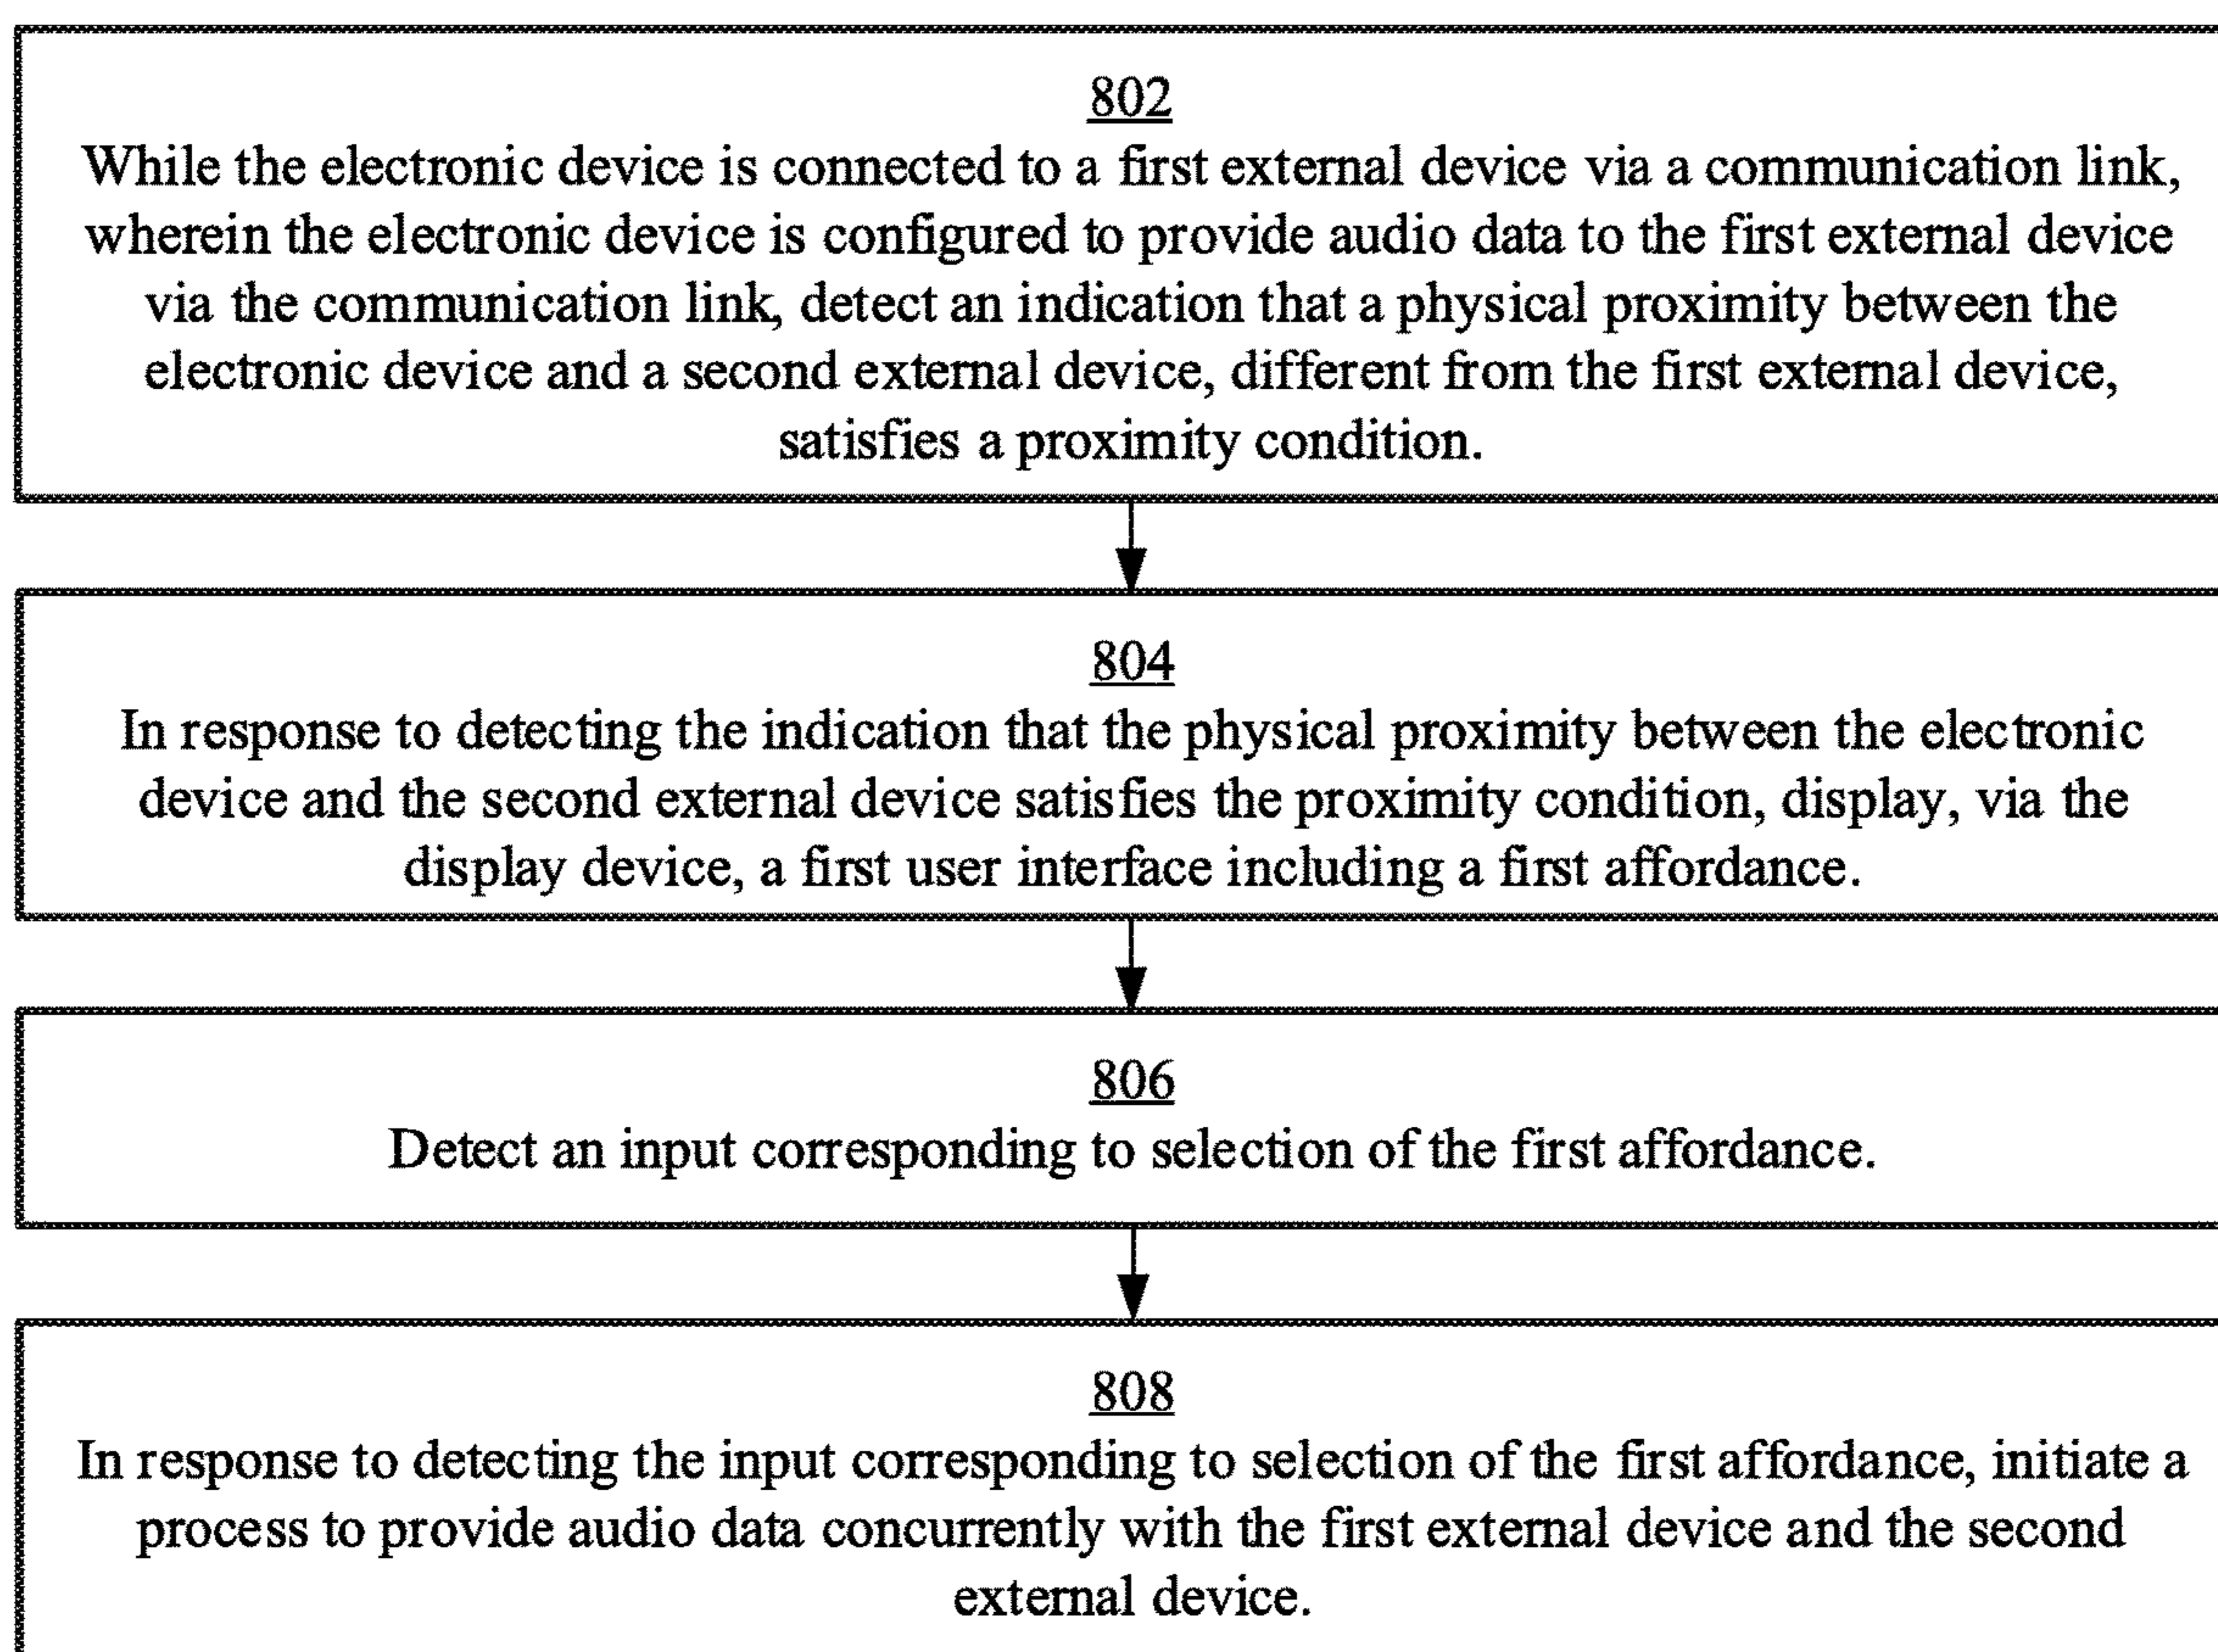 802
While the electronic device is connected to a first external device via a communication link,
wherein the electronic device is configured to provide audio data to the first external device
via the communication link, detect an indication that a physical proximity between the
electronic device and a second external device, different from the first external device,
satisfies a proximity condition.
804
In response to detecting the indication that the physical proximity between the electronic
device and the second external device satisfies the proximity condition, display, via the
display device, a first user interface including a first affordance.
806
Detect an input corresponding to selection of the first affordance.
808
In response to detecting the input corresponding to selection of the first affordance, initiate a
process to provide audio data concurrently with the first external device and the second
external device.